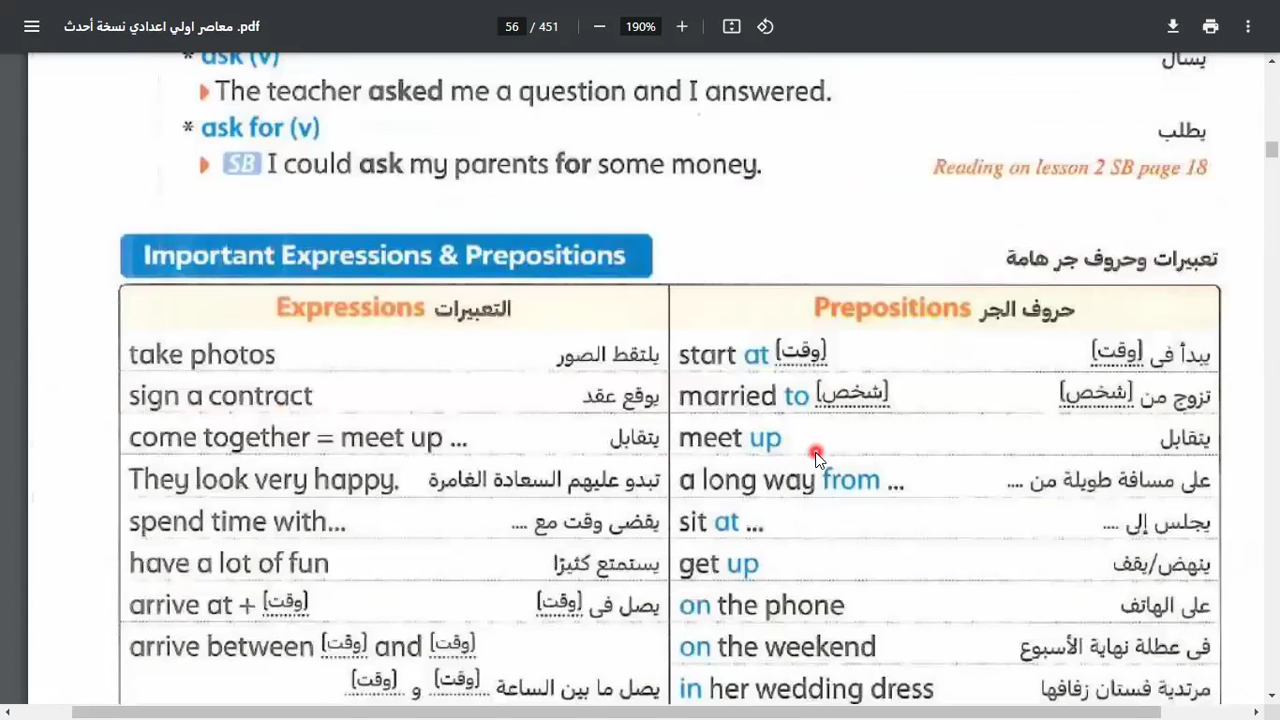 معاصر اولي اعدادي نسخة أحدث .pdf
56 / 451
190%
* ask (v) يسأل
The teacher asked me a question and I answered.
* ask for (v) يطلب
SB I could ask my parents for some money.
Reading on lesson 2 SB page 18
Important Expressions & Prepositions تعبيرات وحروف جر هامة
Expressions التعبيرات
take photos يلتقط الصور
sign a contract يوقع عقد
come together = meet up ... يتقابل
They look very happy. تبدو عليهم السعادة الغامرة
spend time with... يقضى وقت مع ....
have a lot of fun يستمتع كثيرًا
arrive at + [وقت] يصل فى [وقت]
arrive between [وقت] and [وقت]
يصل ما بين الساعة [وقت] و [وقت]
Prepositions حروف الجر
start at [وقت] يبدأ فى [وقت]
married to [شخص] تزوج من [شخص]
meet up يتقابل
a long way from ... على مسافة طويلة من ....
sit at ... يجلس إلى ....
get up ينهض/يقف
on the phone على الهاتف
on the weekend فى عطلة نهاية الأسبوع
in her wedding dress مرتدية فستان زفافها